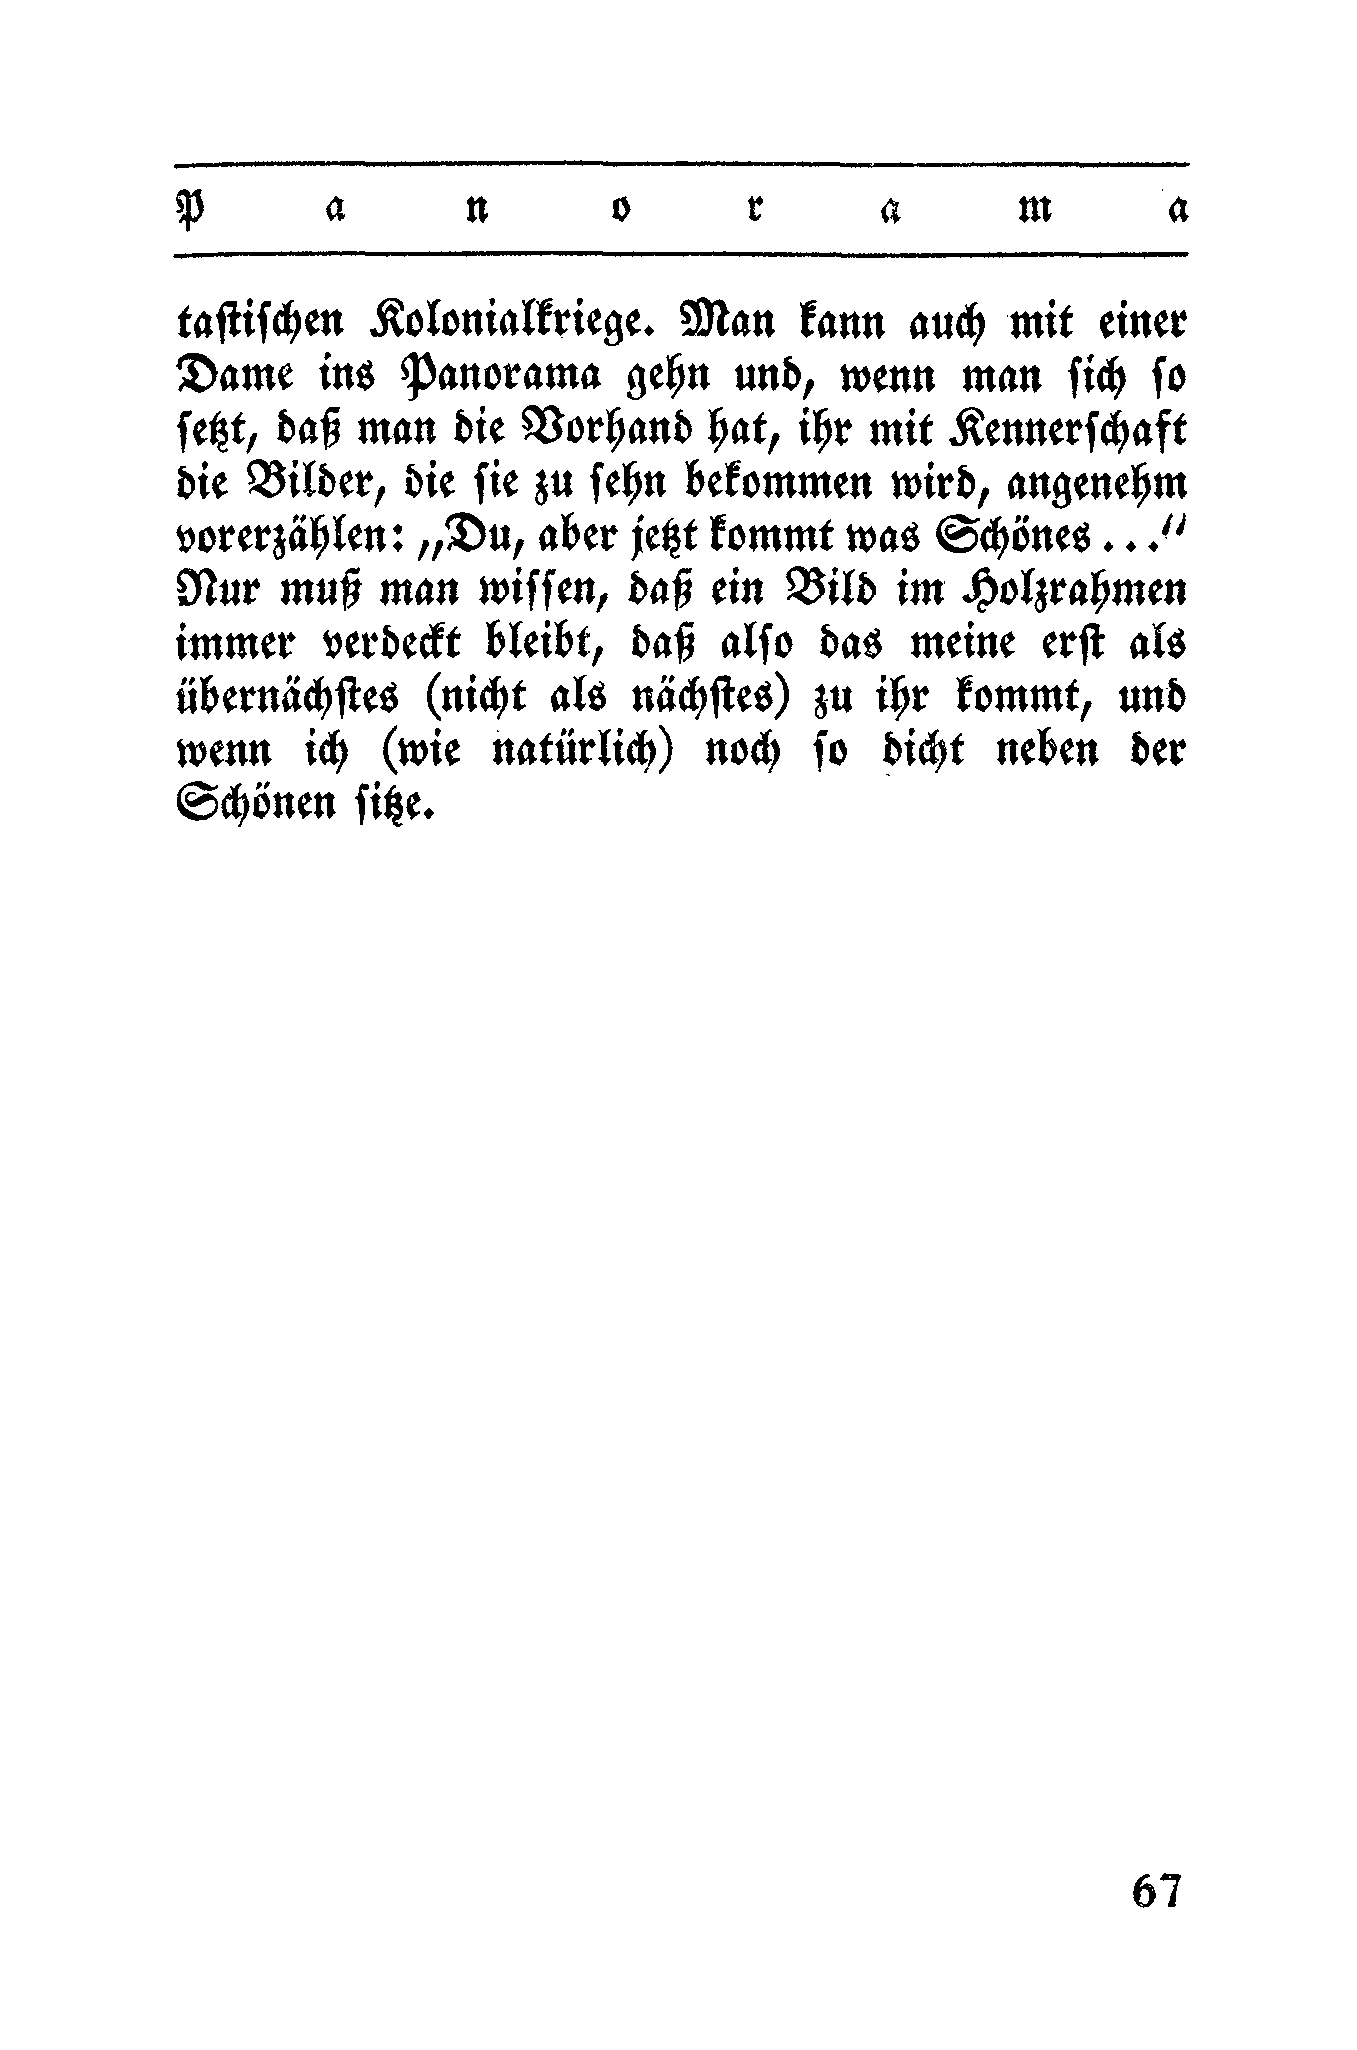 P a n o r a m a
tastischen Kolonialkriege. Man kann auch mit einer
Dame ins Panorama gehn und, wenn man sich so
setzt, daß man die Vorhand hat, ihr mit Kennerschaft
die Bilder, die sie zu sehn bekommen wird, angenehm
vorerzählen: „Du, aber jetzt kommt was Schönes . . .“
Nur muß man wissen, daß ein Bild im Holzrahmen
immer verdeckt bleibt, daß also das meine erst als
übernächstes (nicht als nächstes) zu ihr kommt, und
wenn ich (wie natürlich) noch so dicht neben der
Schönen sitze.
67